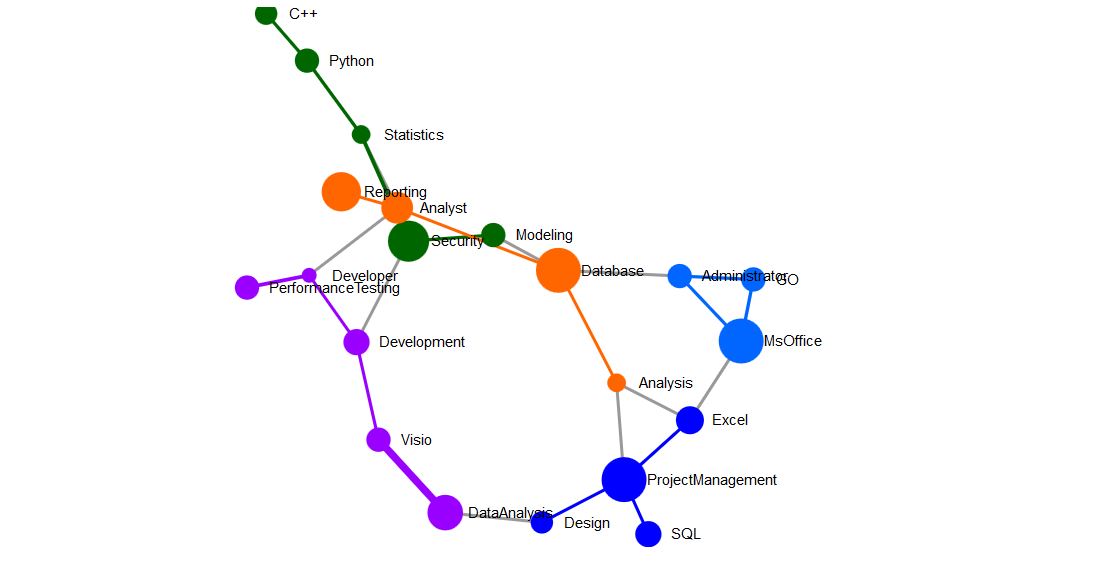 C++
Python
Statistics
Reporting
Analyst
Security
Modeling
Database
Administrator
GO
Developer
PerformanceTesting
MsOffice
Development
Analysis
Excel
Visio
ProjectManagement
DataAnalysis
Design
SQL